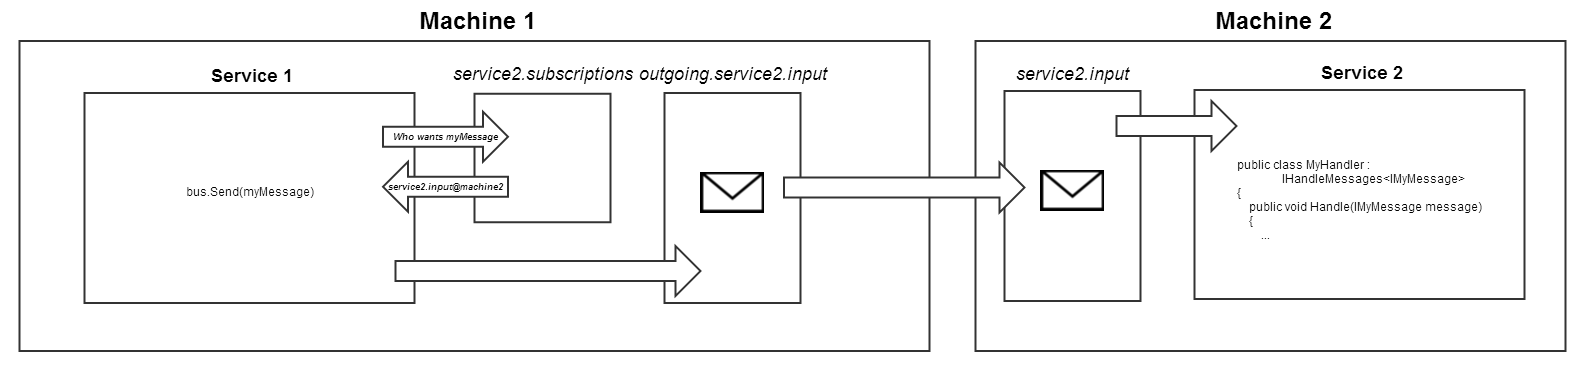 Machine 1
Machine 2
Service 1
service2.subscriptions
outgoing.service2.input
service2.input
Service 2
Who wants myMessage
service2.input@machine2
bus.Send(myMessage)
public class MyHandler :
IHandleMessages<IMyMessage>
{
public void Handle(IMyMessage message)
{
...